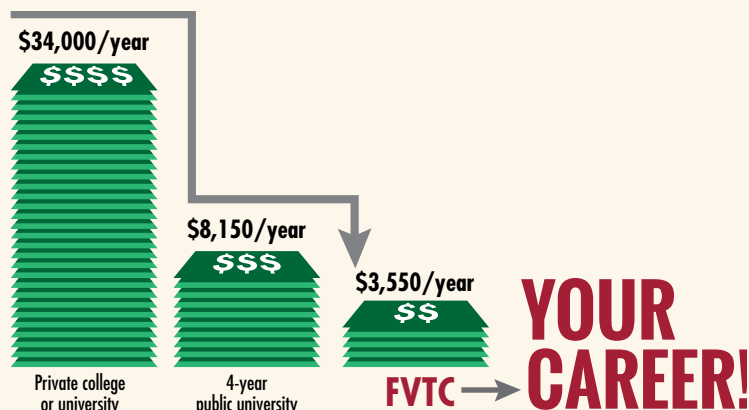 $34,000/year
$$$$
$8,150/year
$$$
$3,550/year
$$
Private college
or university
4-year
public university
FVTC
YOUR
CAREER!